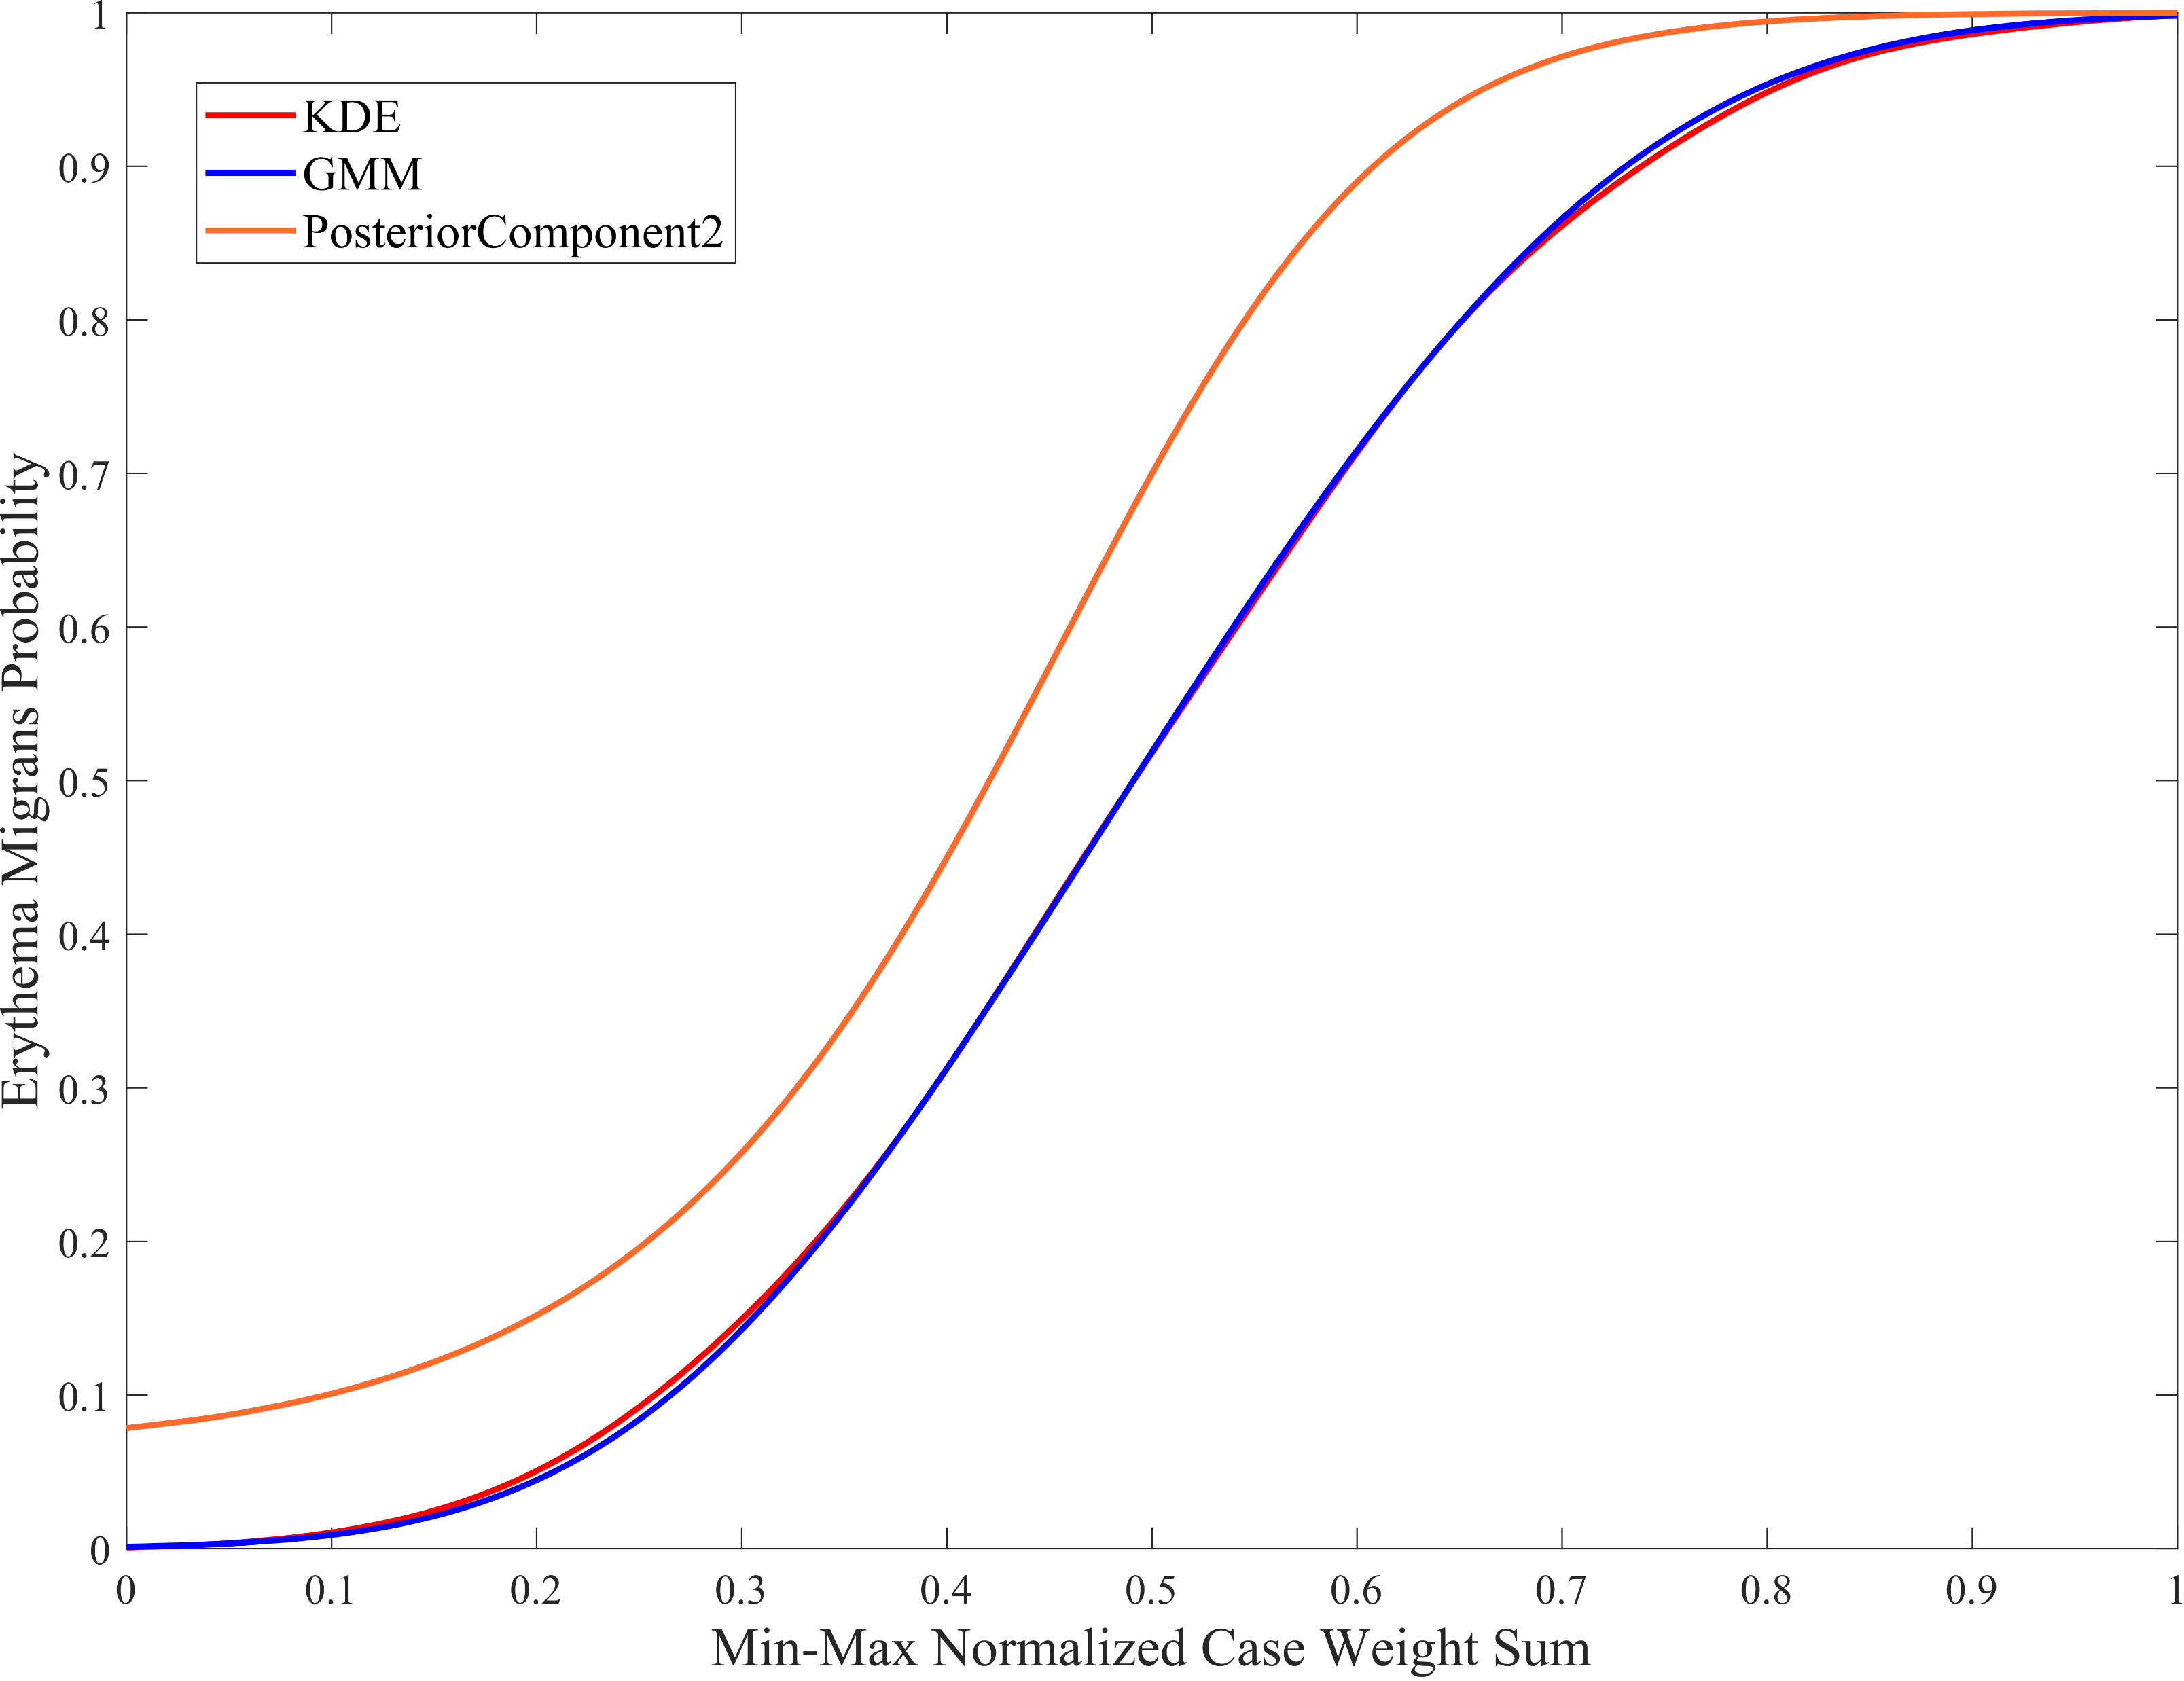 KDE
GMM
PosteriorComponent2
Erythema Migrans Probability
1
0.9
0.8
0.7
0.6
0.5
0.4
0.3
0.2
0.1
0
0 0.1 0.2 0.3 0.4 0.5 0.6 0.7 0.8 0.9 1
Min-Max Normalized Case Weight Sum